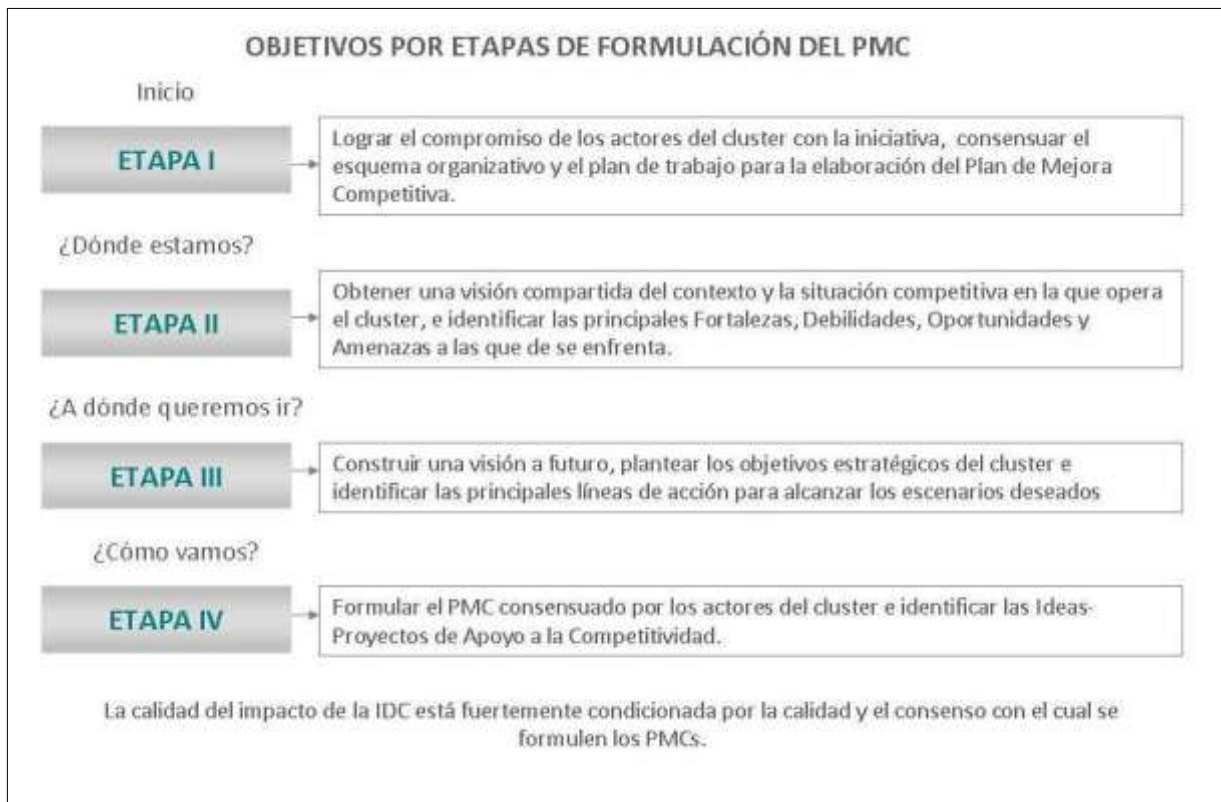 OBJETIVOS POR ETAPAS DE FORMULACIÓN DEL PMC
Inicio
ETAPA I
Lograr el compromiso de los actores del cluster con la iniciativa, consensuar el
esquema organizativo y el plan de trabajo para la elaboración del Plan de Mejora
Competitiva.
¿Dónde estamos?
ETAPA II
Obtener una visión compartida del contexto y la situación competitiva en la que opera
el cluster, e identificar las principales Fortalezas, Debilidades, Oportunidades y
Amenazas a las que de se enfrenta.
¿A dónde queremos ir?
ETAPA III
Construir una visión a futuro, plantear los objetivos estratégicos del cluster e
identificar las principales líneas de acción para alcanzar los escenarios deseados
¿Cómo vamos?
ETAPA IV
Formular el PMC consensuado por los actores del cluster e identificar las Ideas-
Proyectos de Apoyo a la Competitividad.
La calidad del impacto de la IDC está fuertemente condicionada por la calidad y el consenso con el cual se
formulen los PMCs.